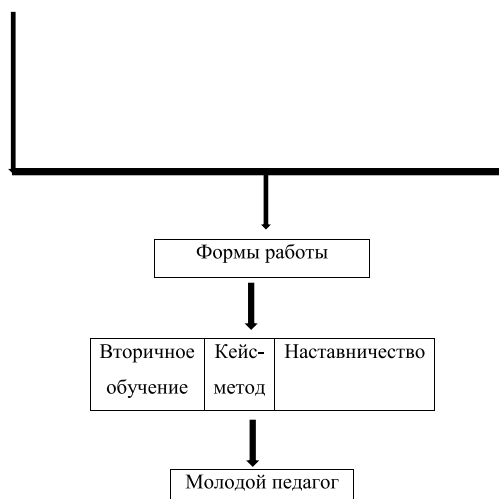 Формы работы
Вторичное обучение
Кейс-метод
Наставничество
Молодой педагог